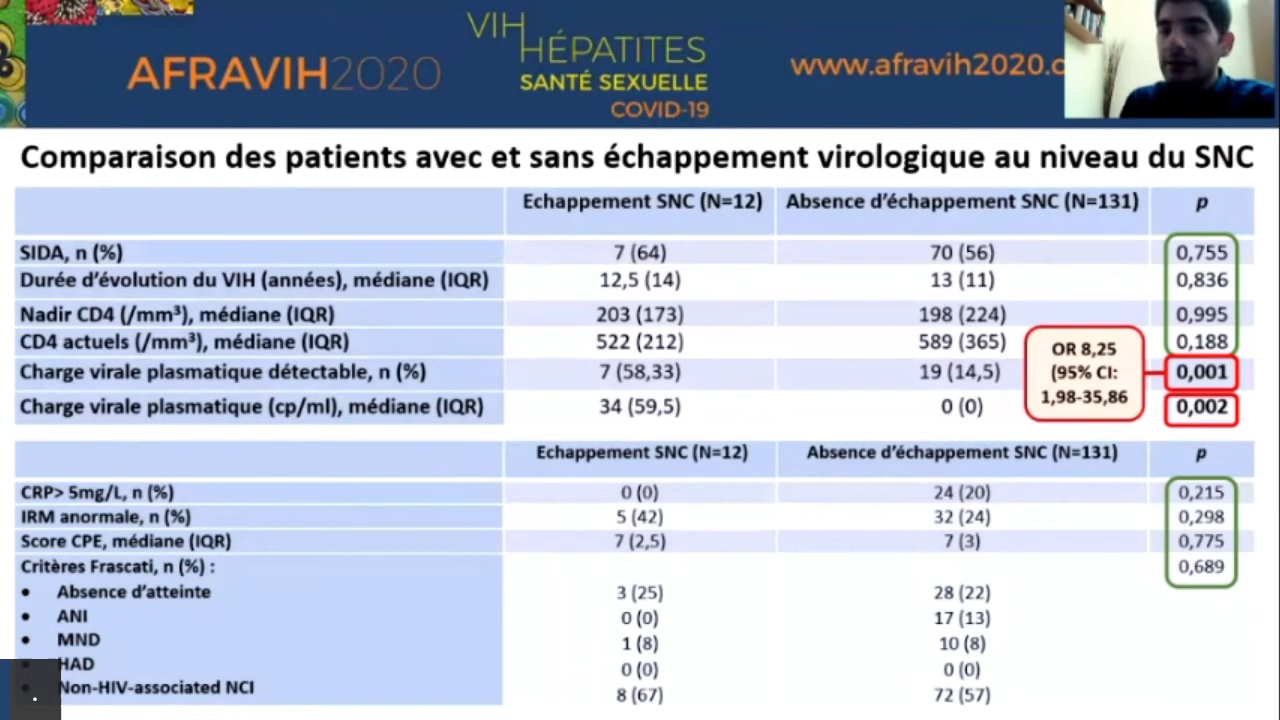 AFRAVIH2020
VIH
HÉPATITES
SANTÉ SEXUELLE
COVID-19
www.afravih2020.o
Comparaison des patients avec et sans échappement virologique au niveau du SNC
Echappement SNC (N=12) Absence d'échappement SNC (N=131) p
SIDA, n (%) 7 (64) 70 (56) 0,755
Durée d'évolution du VIH (années), médiane (IQR) 12,5 (14) 13 (11) 0,836
Nadir CD4 (/mm³), médiane (IQR) 203 (173) 198 (224) 0,995
CD4 actuels (/mm³), médiane (IQR) 522 (212) 589 (365) 0,188
Charge virale plasmatique détectable, n (%) 7 (58,33) 19 (14,5) 0,001
Charge virale plasmatique (cp/ml), médiane (IQR) 34 (59,5) 0 (0) 0,002
OR 8,25
(95% CI:
1,98-35,86
Echappement SNC (N=12) Absence d'échappement SNC (N=131) p
CRP> 5mg/L, n (%) 0 (0) 24 (20) 0,215
IRM anormale, n (%) 5 (42) 32 (24) 0,298
Score CPE, médiane (IQR) 7 (2,5) 7 (3) 0,775
Critères Frascati, n (%) : 0,689
• Absence d'atteinte 3 (25) 28 (22)
• ANI 0 (0) 17 (13)
• MND 1 (8) 10 (8)
• HAD 0 (0) 0 (0)
• Non-HIV-associated NCI 8 (67) 72 (57)